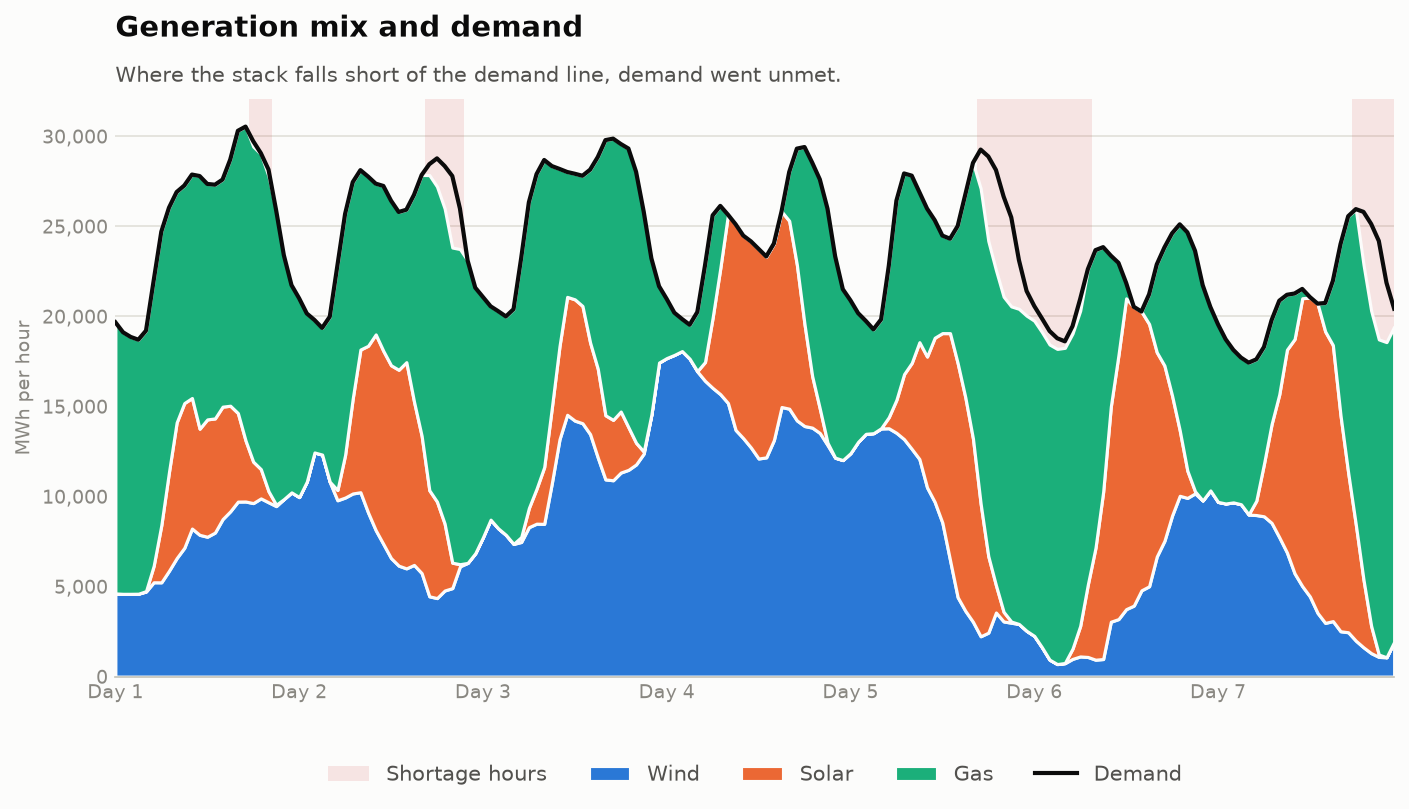 Generation mix and demand
Where the stack falls short of the demand line, demand went unmet.
MWh per hour
30,000
25,000
20,000
15,000
10,000
5,000
0
Day 1
Day 2
Day 3
Day 4
Day 5
Day 6
Day 7
Shortage hours
Wind
Solar
Gas
Demand